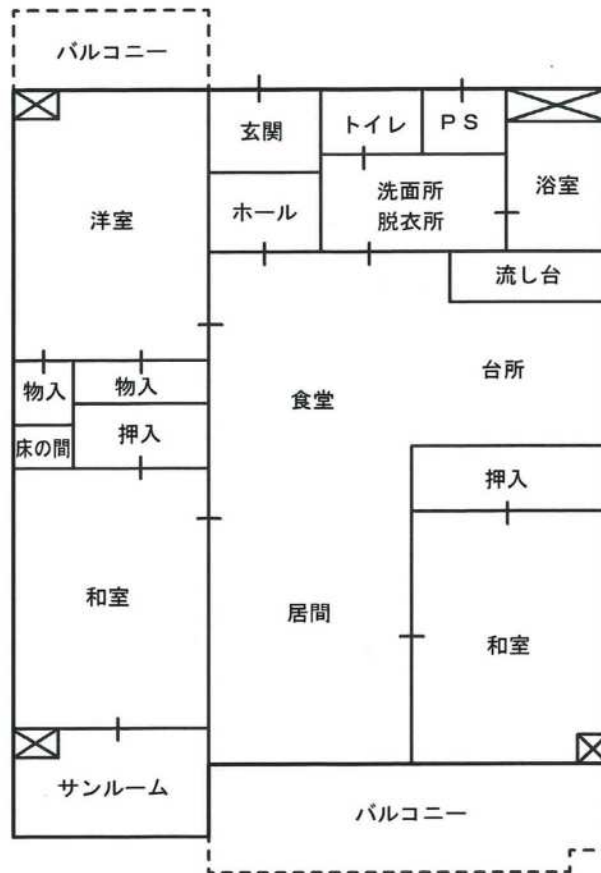 バルコニー
玄関
トイレ
PS
洋室
ホール
洗面所
脱衣所
浴室
流し台
物入
物入
食堂
台所
床の間
押入
押入
和室
居間
和室
サンルーム
バルコニー